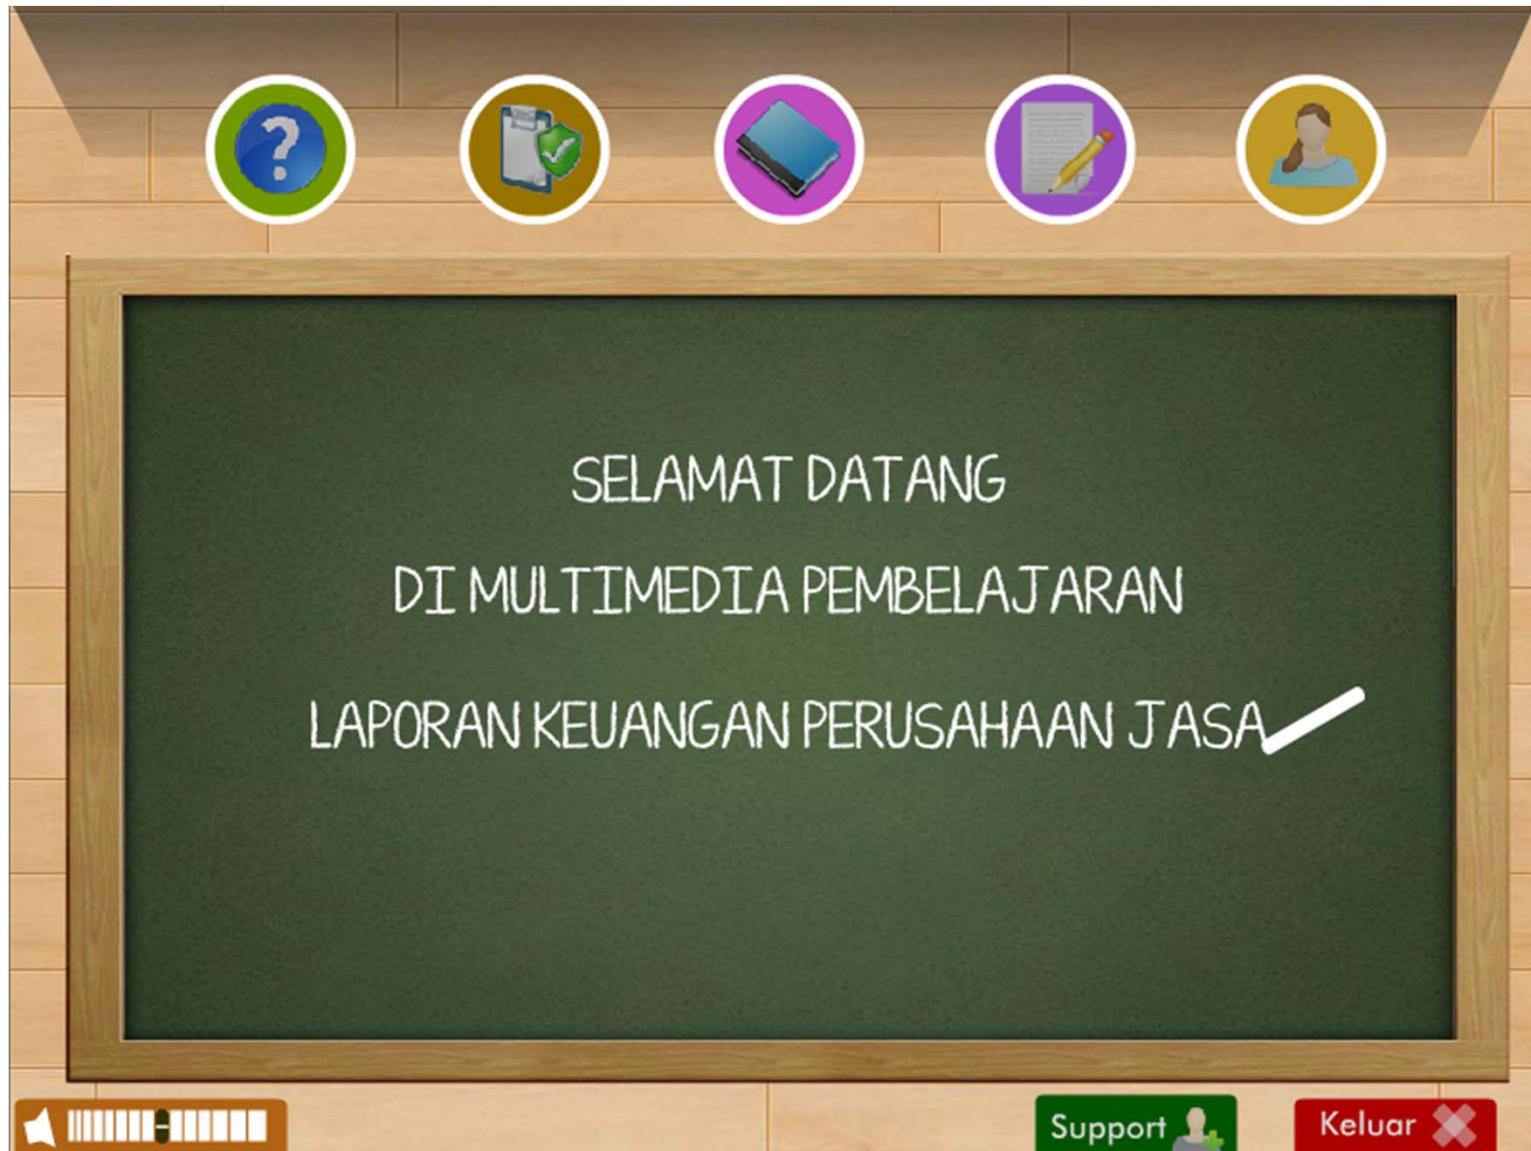 SELAMAT DATANG
DI MULTIMEDIA PEMBELAJARAN
LAPORAN KEUANGAN PERUSAHAAN JASA
Support
Keluar